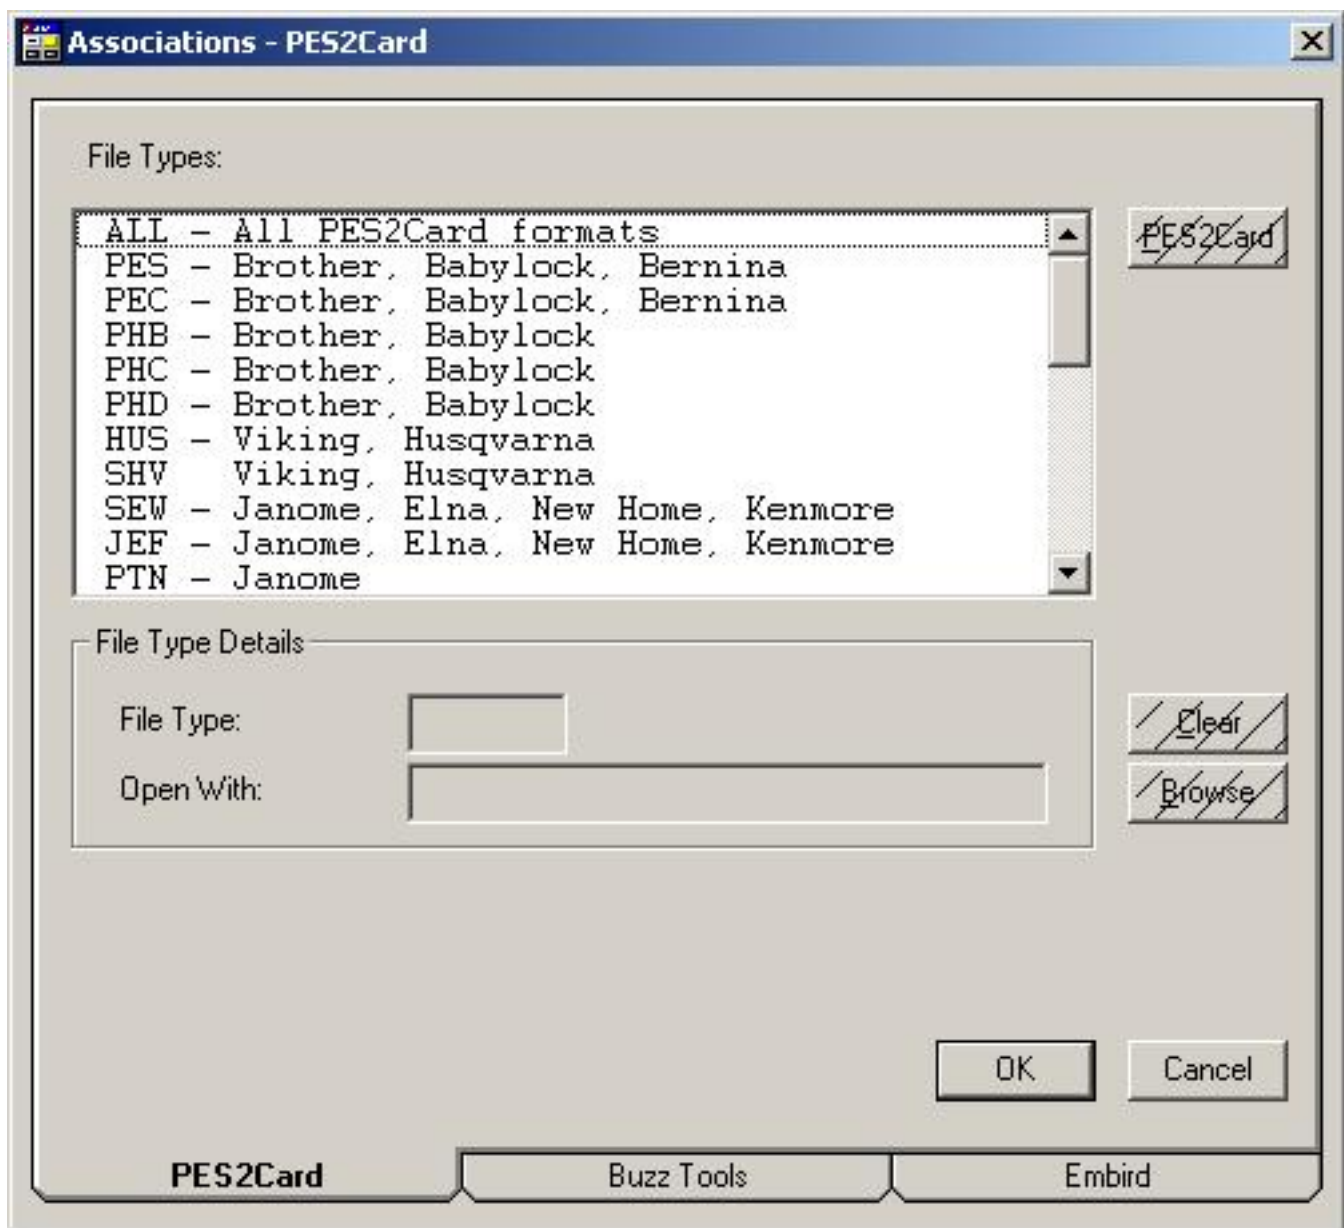 Associations - PES2Card
File Types:
ALL – All PES2Card formats
PES – Brother, Babylock, Bernina
PEC – Brother, Babylock, Bernina
PHB – Brother, Babylock
PHC – Brother, Babylock
PHD – Brother, Babylock
HUS – Viking, Husqvarna
SHV   Viking, Husqvarna
SEW – Janome, Elna, New Home, Kenmore
JEF – Janome, Elna, New Home, Kenmore
PTN – Janome
PES2Card
File Type Details
File Type:
Open With:
Clear
Browse
OK
Cancel
PES2Card
Buzz Tools
Embird